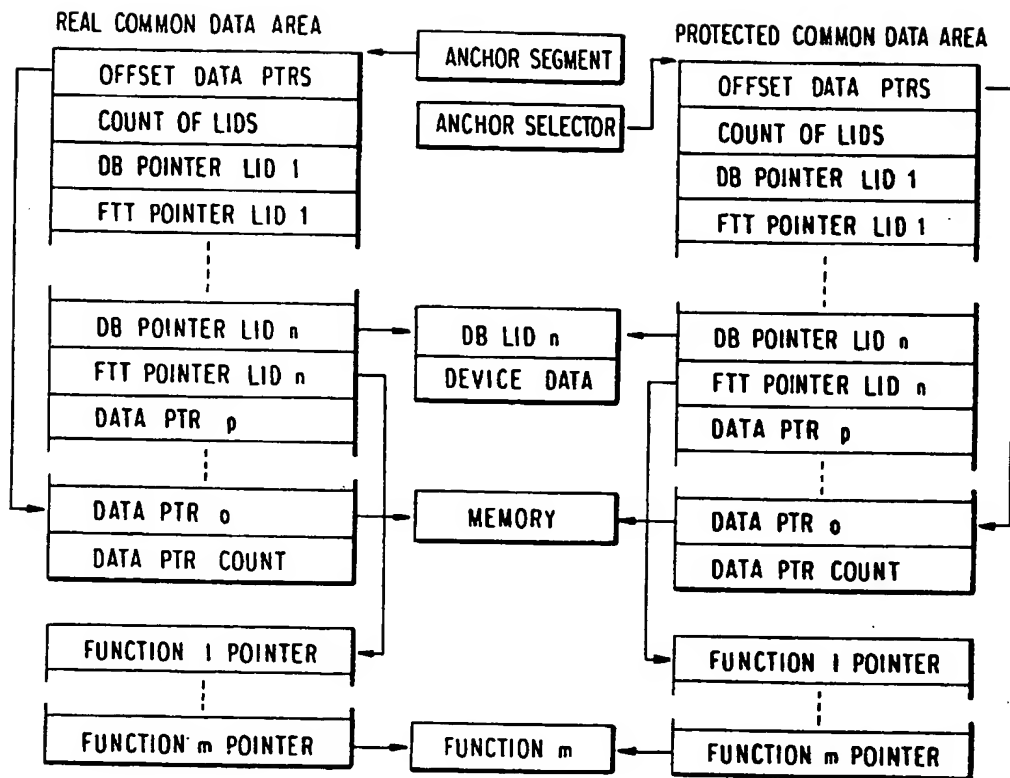 REAL COMMON DATA AREA
OFFSET DATA PTRS
COUNT OF LIDS
DB POINTER LID 1
FTT POINTER LID 1
DB POINTER LID n
FTT POINTER LID n
DATA PTR p
DATA PTR o
DATA PTR COUNT
FUNCTION 1 POINTER
FUNCTION m POINTER
ANCHOR SEGMENT
ANCHOR SELECTOR
DB LID n
DEVICE DATA
MEMORY
FUNCTION m
PROTECTED COMMON DATA AREA
OFFSET DATA PTRS
COUNT OF LIDS
DB POINTER LID 1
FTT POINTER LID 1
DB POINTER LID n
FTT POINTER LID n
DATA PTR p
DATA PTR o
DATA PTR COUNT
FUNCTION 1 POINTER
FUNCTION m POINTER